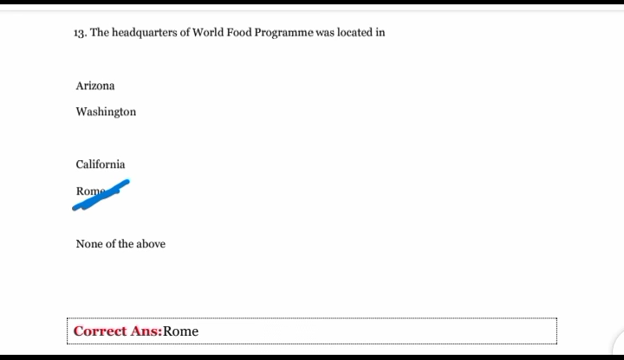 13. The headquarters of World Food Programme was located in
Arizona
Washington
California
Rome
None of the above
Correct Ans:Rome